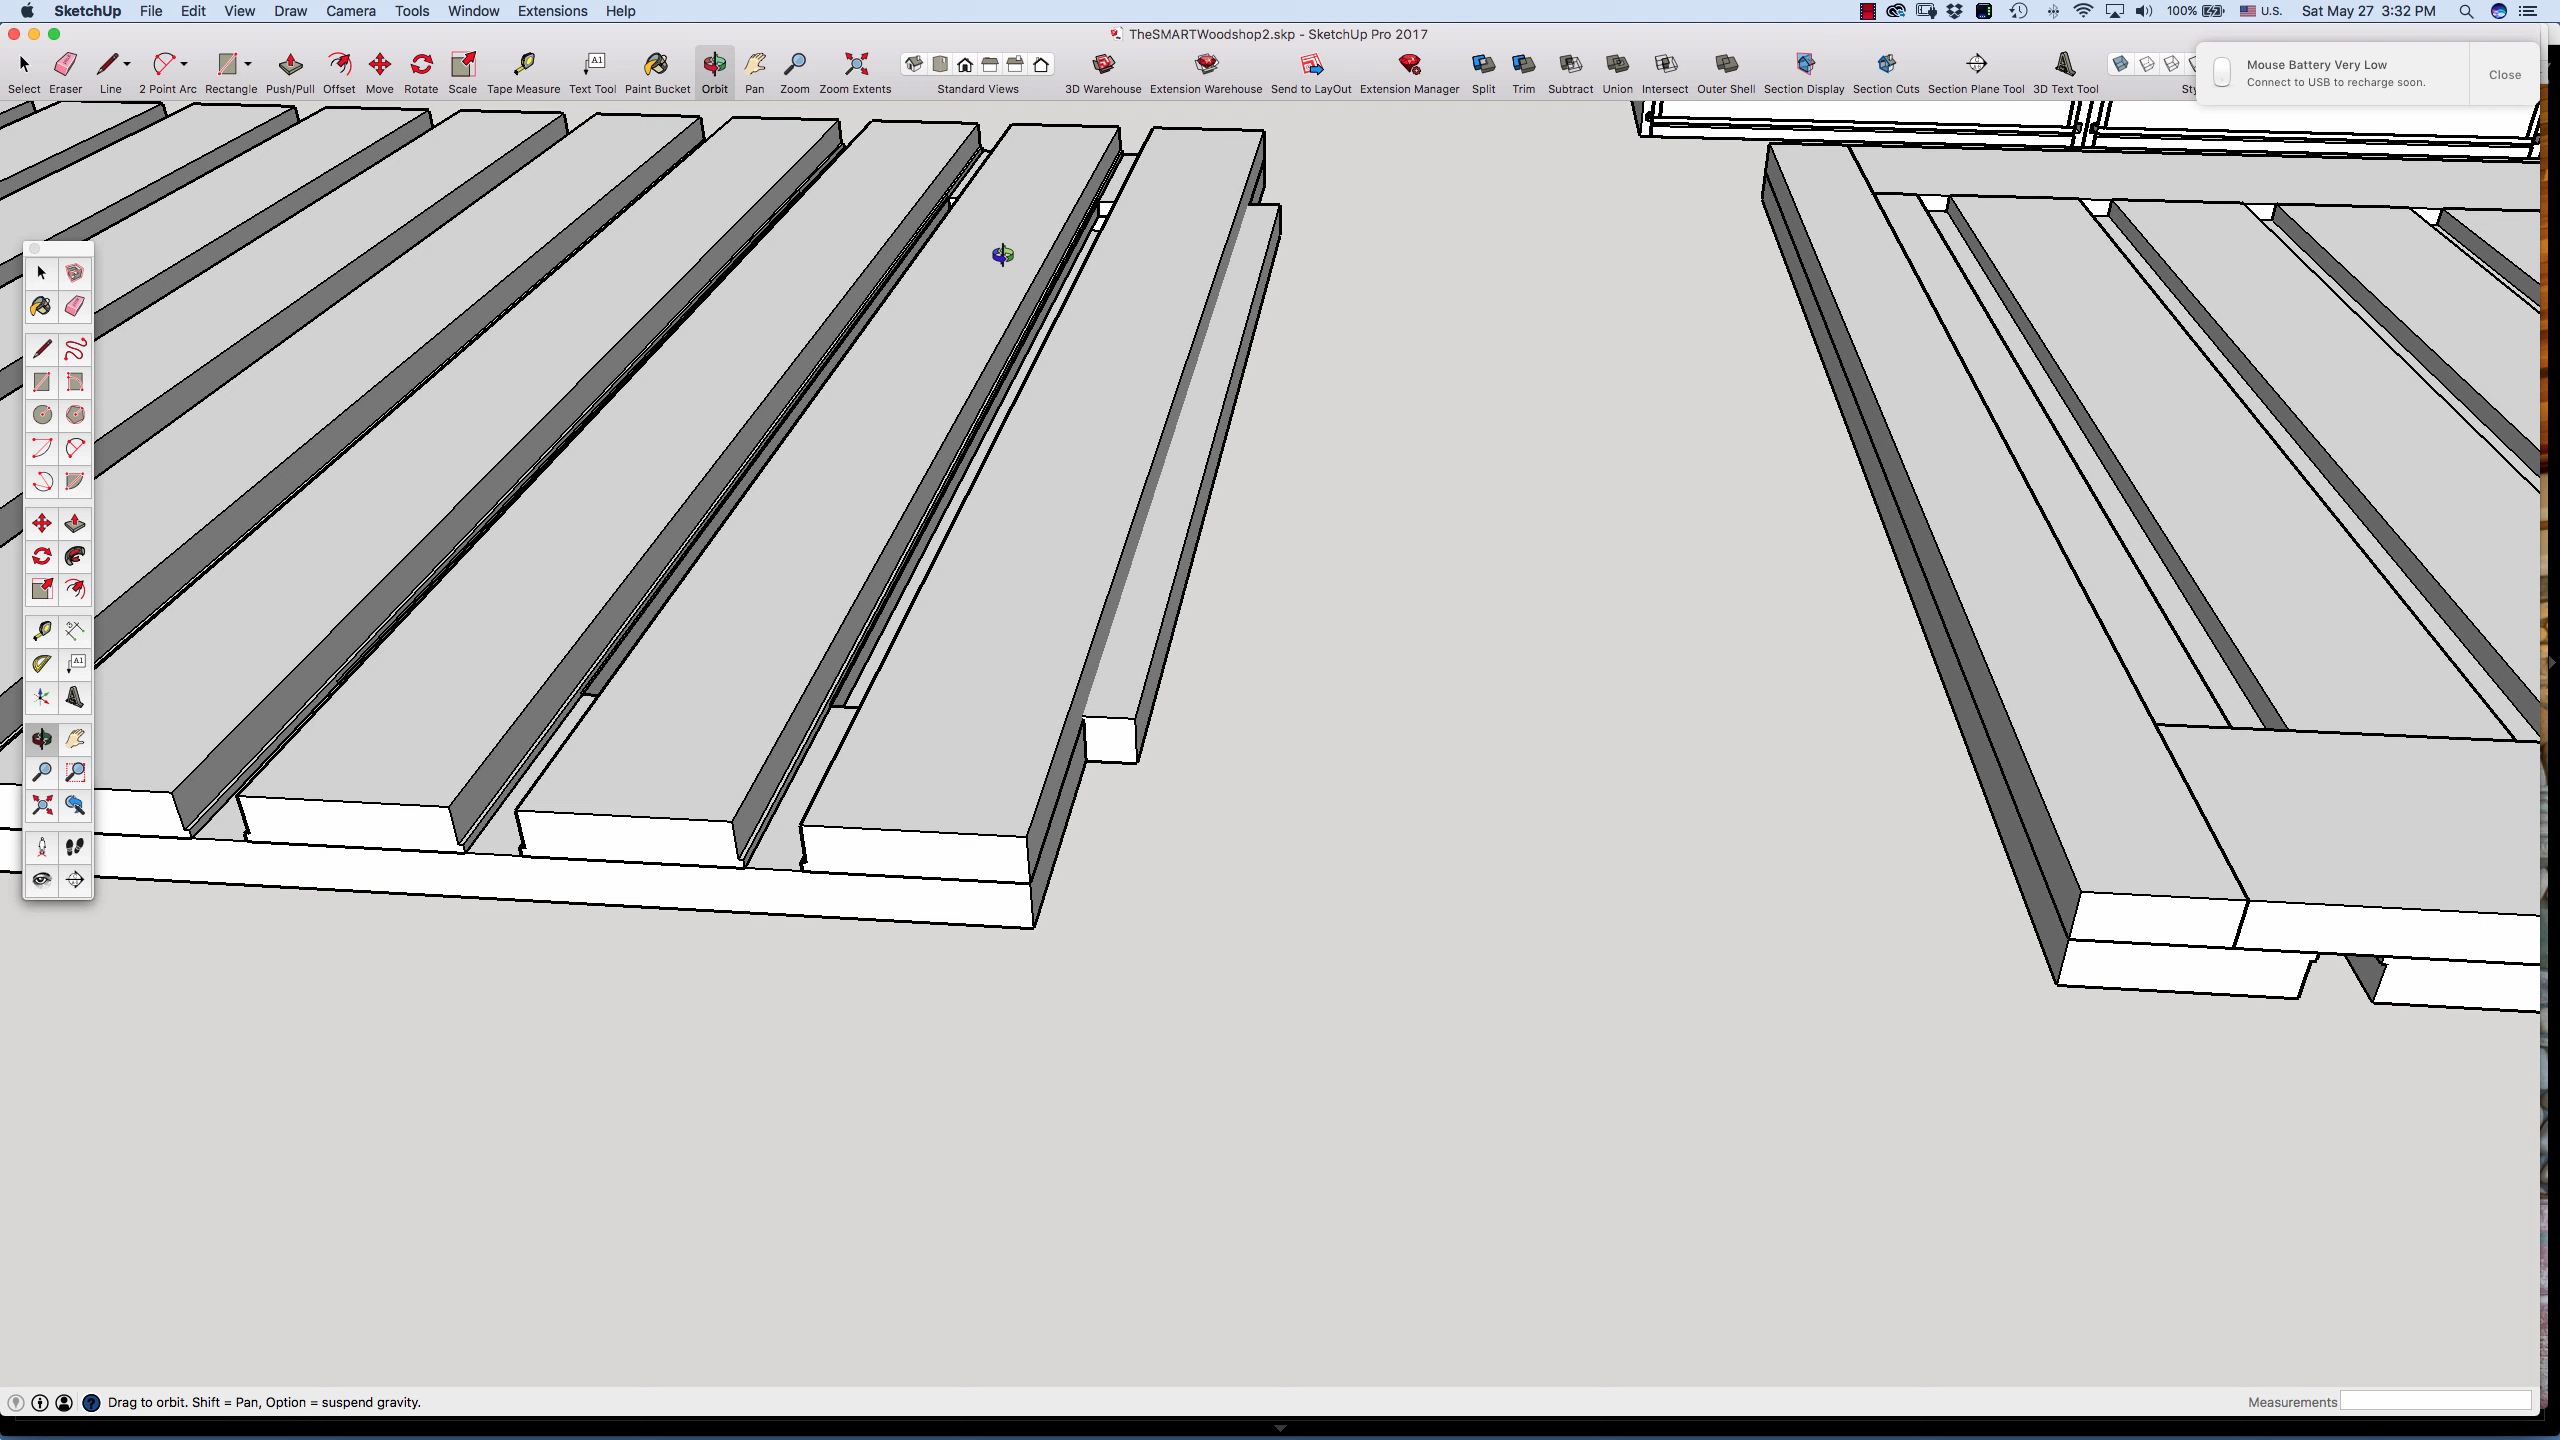 SketchUp File Edit View Draw Camera Tools Window Extensions Help 100% U.S. Sat May 27 3:32 PM
TheSMARTWoodshop2.skp - SketchUp Pro 2017
A1
Select Eraser Line 2 Point Arc Rectangle Push/Pull Offset Move Rotate Scale Tape Measure Text Tool Paint Bucket Orbit Pan Zoom Zoom Extents Standard Views 3D Warehouse Extension Warehouse Send to LayOut Extension Manager Split Trim Subtract Union Intersect Outer Shell Section Display Section Cuts Section Plane Tool 3D Text Tool Sty
Mouse Battery Very Low
Connect to USB to recharge soon.
Close
A1
Drag to orbit. Shift = Pan, Option = suspend gravity.
Measurements